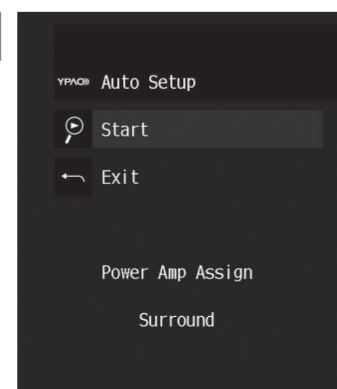 YPAO Auto Setup
Start
Exit
Power Amp Assign
Surround